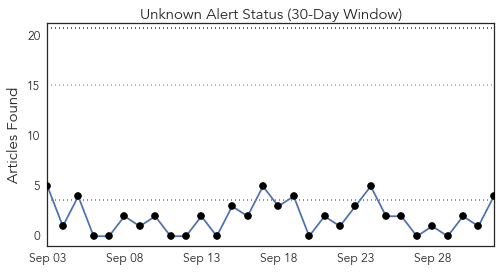 Unknown Alert Status (30-Day Window)
Articles Found
20
15
10
5
0
Sep 03 Sep 08 Sep 13 Sep 18 Sep 23 Sep 28